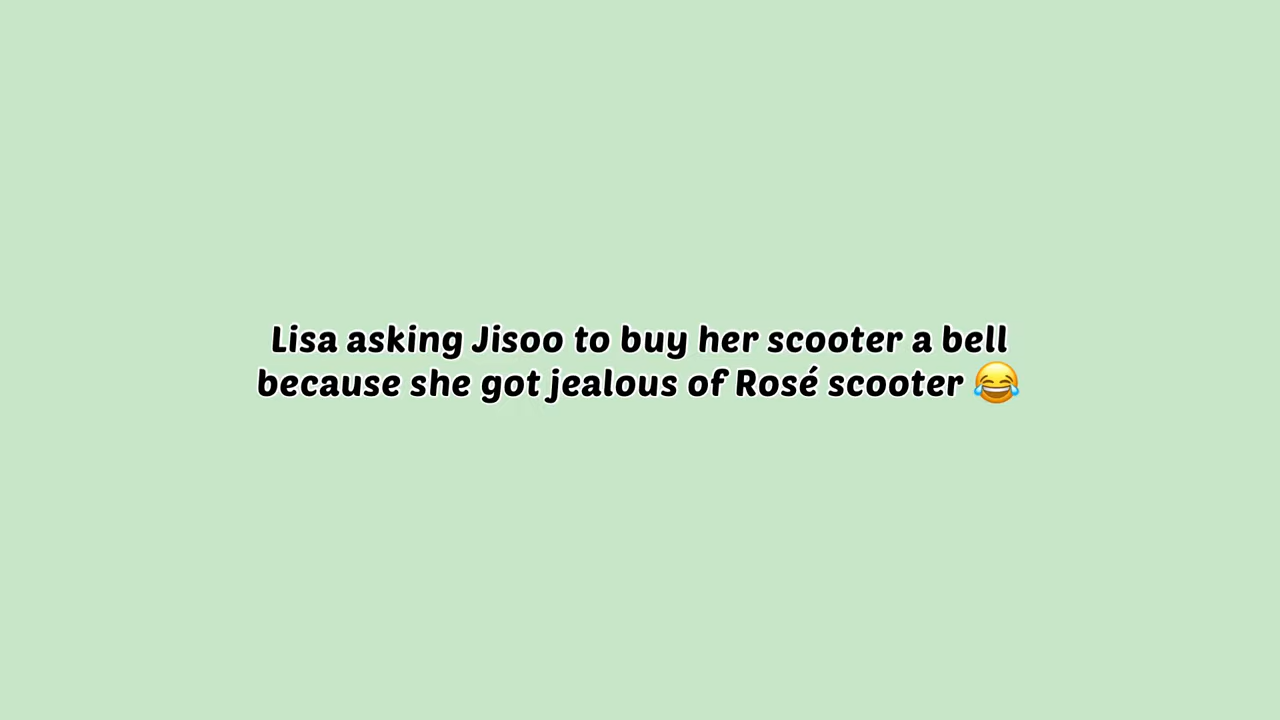 Lisa asking Jisoo to buy her scooter a bell
because she got jealous of Rosé scooter 😂